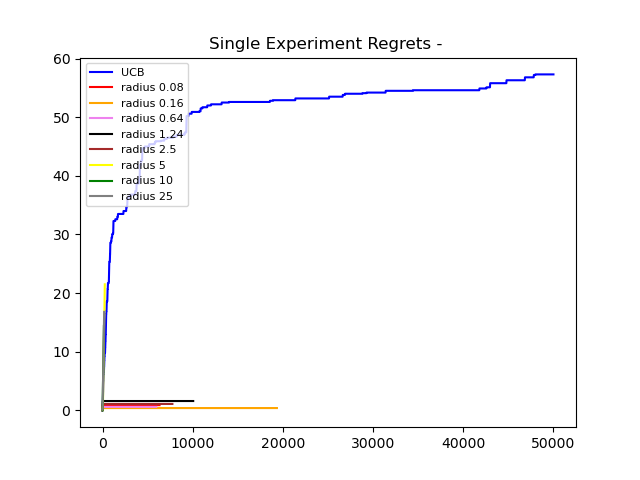 Single Experiment Regrets -
60
50
40
30
20
10
0
UCB
radius 0.08
radius 0.16
radius 0.64
radius 1.24
radius 2.5
radius 5
radius 10
radius 25
0 10000 20000 30000 40000 50000